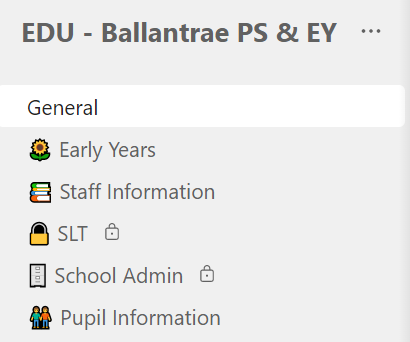 EDU - Ballantrae PS & EY ...
General
Early Years
Staff Information
SLT
School Admin
Pupil Information